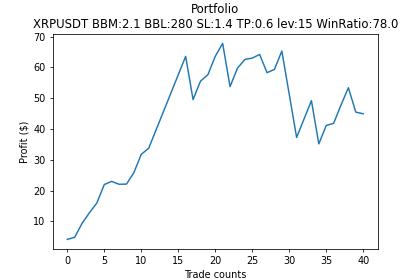 Portfolio
XRPUSDT BBM:2.1 BBL:280 SL:1.4 TP:0.6 lev:15 WinRatio:78.0
70
60
50
40
30
20
10
Profit ($)
0 5 10 15 20 25 30 35 40
Trade counts